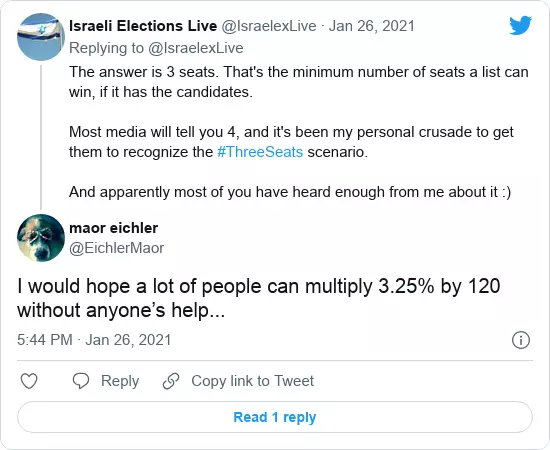 Israeli Elections Live @IsraelexLive · Jan 26, 2021
Replying to @IsraelexLive
The answer is 3 seats. That's the minimum number of seats a list can
win, if it has the candidates.
Most media will tell you 4, and it's been my personal crusade to get
them to recognize the #ThreeSeats scenario.
And apparently most of you have heard enough from me about it :)
maor eichler
@EichlerMaor
I would hope a lot of people can multiply 3.25% by 120
without anyone’s help...
5:44 PM · Jan 26, 2021
Reply
Copy link to Tweet
Read 1 reply